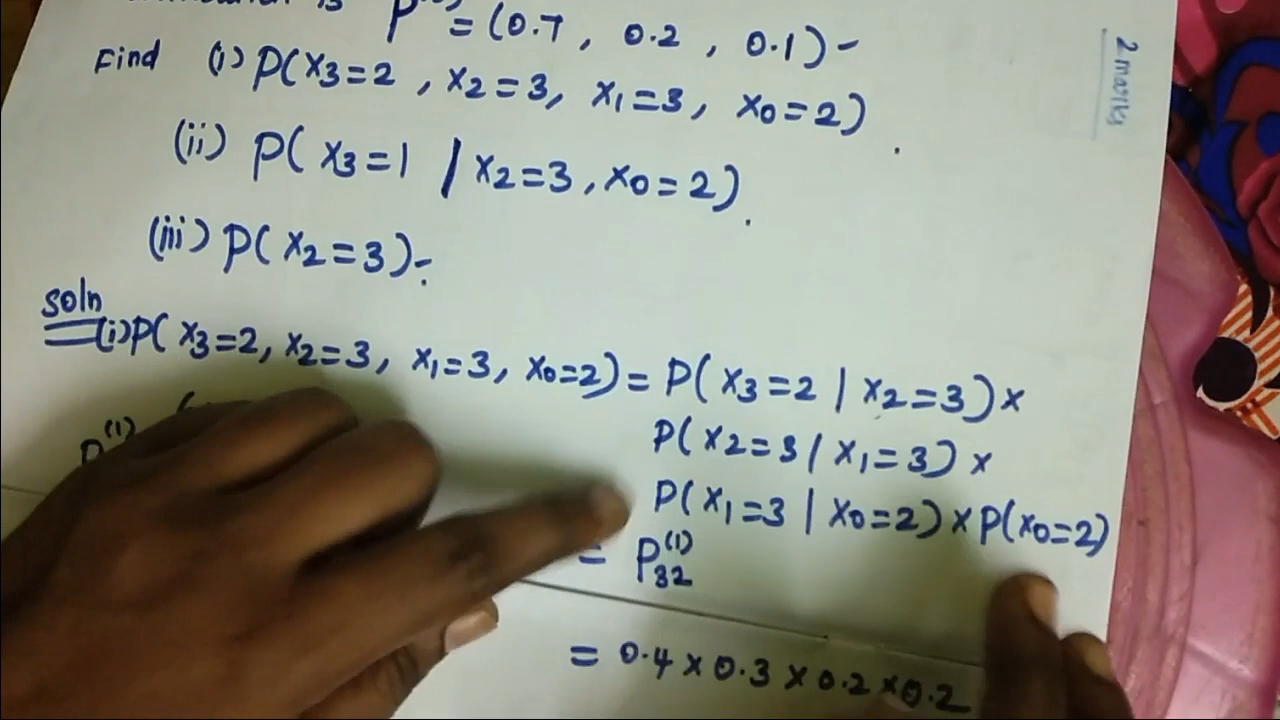 is P = (0.7, 0.2, 0.1)-
Find (i) P(X₃=2, X₂=3, X₁=3, X₀=2).
(ii) P(X₃=1 / X₂=3, X₀=2).
(iii) P(X₂=3)-.
Soln
(i) P(X₃=2, X₂=3, X₁=3, X₀=2) = P(X₃=2 | X₂=3) ×
P(X₂=3 / X₁=3) ×
P(X₁=3 | X₀=2) × P(X₀=2)
P⁽¹⁾
= P₃₂⁽¹⁾
= 0.4 × 0.3 × 0.2 × 0.2
2 marks